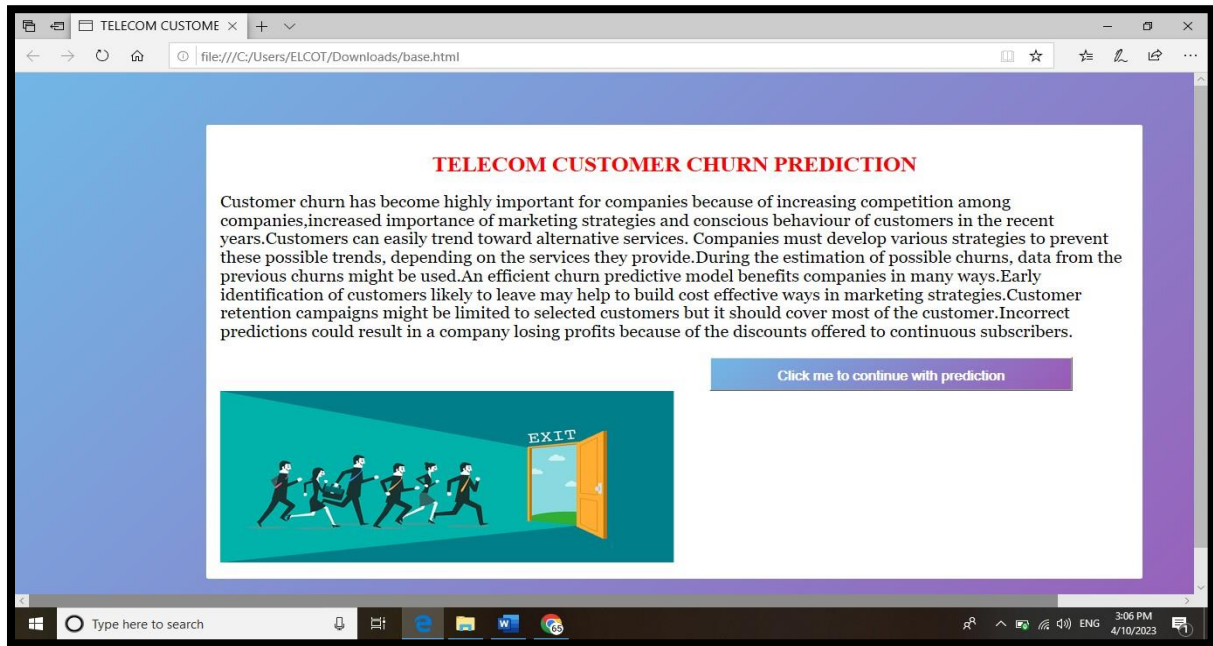 TELECOM CUSTOME
file:///C:/Users/ELCOT/Downloads/base.html
TELECOM CUSTOMER CHURN PREDICTION
Customer churn has become highly important for companies because of increasing competition among
companies,increased importance of marketing strategies and conscious behaviour of customers in the recent
years.Customers can easily trend toward alternative services. Companies must develop various strategies to prevent
these possible trends, depending on the services they provide.During the estimation of possible churns, data from the
previous churns might be used.An efficient churn predictive model benefits companies in many ways.Early
identification of customers likely to leave may help to build cost effective ways in marketing strategies.Customer
retention campaigns might be limited to selected customers but it should cover most of the customer.Incorrect
predictions could result in a company losing profits because of the discounts offered to continuous subscribers.
Click me to continue with prediction
EXIT
Type here to search
65
ENG
3:06 PM
4/10/2023
1